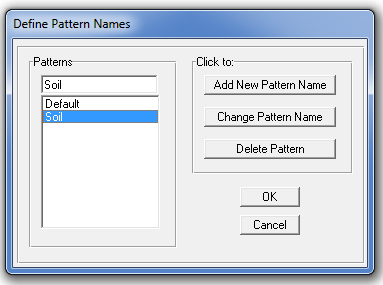 Define Pattern Names
Patterns
Soil
Default
Soil
Click to:
Add New Pattern Name
Change Pattern Name
Delete Pattern
OK
Cancel